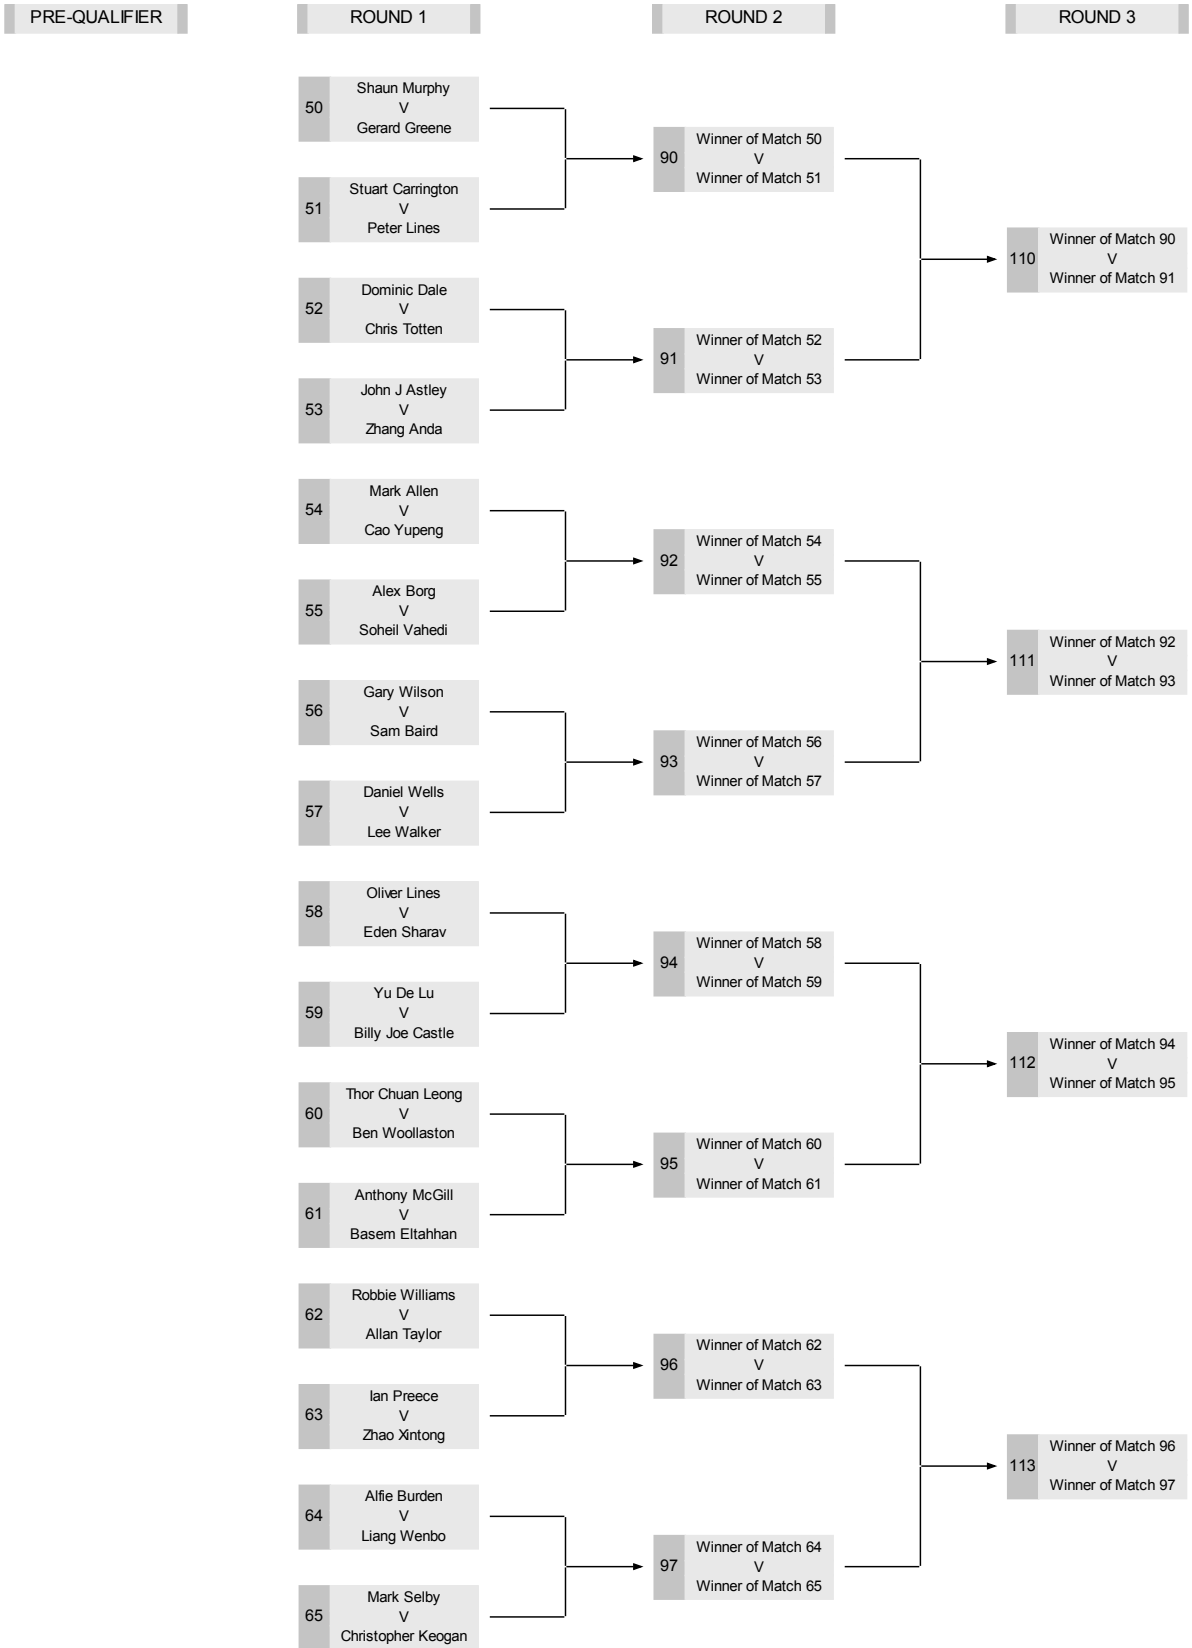 PRE-QUALIFIER
ROUND 1
ROUND 2
ROUND 3
50
Shaun Murphy
V
Gerard Greene
51
Stuart Carrington
V
Peter Lines
90
Winner of Match 50
V
Winner of Match 51
52
Dominic Dale
V
Chris Totten
53
John J Astley
V
Zhang Anda
91
Winner of Match 52
V
Winner of Match 53
110
Winner of Match 90
V
Winner of Match 91
54
Mark Allen
V
Cao Yupeng
55
Alex Borg
V
Soheil Vahedi
92
Winner of Match 54
V
Winner of Match 55
56
Gary Wilson
V
Sam Baird
57
Daniel Wells
V
Lee Walker
93
Winner of Match 56
V
Winner of Match 57
111
Winner of Match 92
V
Winner of Match 93
58
Oliver Lines
V
Eden Sharav
59
Yu De Lu
V
Billy Joe Castle
94
Winner of Match 58
V
Winner of Match 59
60
Thor Chuan Leong
V
Ben Woollaston
61
Anthony McGill
V
Basem Eltahhan
95
Winner of Match 60
V
Winner of Match 61
112
Winner of Match 94
V
Winner of Match 95
62
Robbie Williams
V
Allan Taylor
63
Ian Preece
V
Zhao Xintong
96
Winner of Match 62
V
Winner of Match 63
64
Alfie Burden
V
Liang Wenbo
65
Mark Selby
V
Christopher Keogan
97
Winner of Match 64
V
Winner of Match 65
113
Winner of Match 96
V
Winner of Match 97